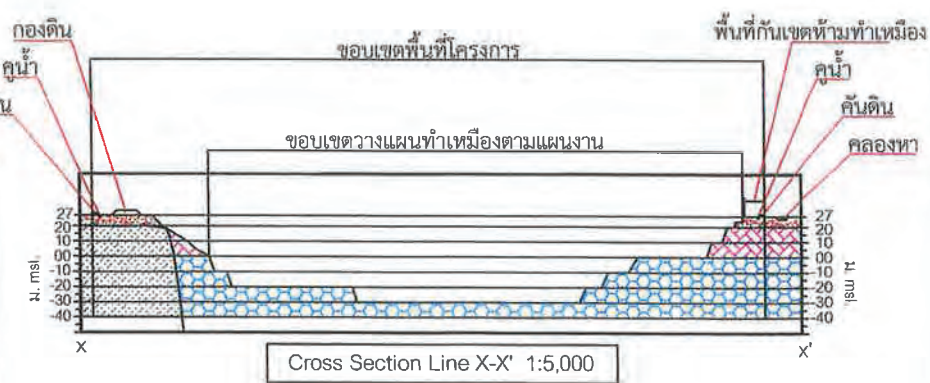 กองดิน
คูน้ำ
น
ขอบเขตพื้นที่โครงการ
พื้นที่กันเขตห้ามทำเหมือง
คูน้ำ
คันดิน
คลองหา
ขอบเขตวางแผนทำเหมืองตามแผนงาน
27
20
10
00
-10
-20
-30
-40
ม. msl.
27
20
10
00
-10
-20
-30
-40
ม. msl.
X
X'
Cross Section Line X-X' 1:5,000